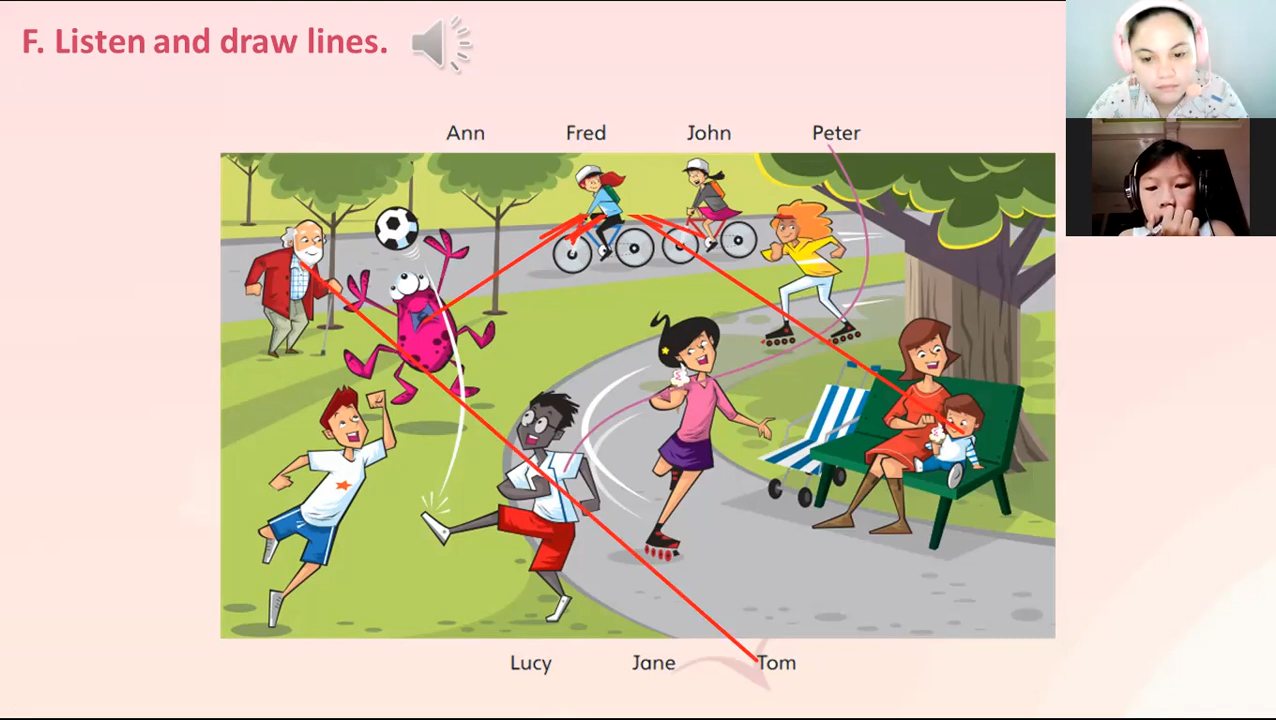 F. Listen and draw lines.
Ann Fred John Peter
Lucy Jane Tom